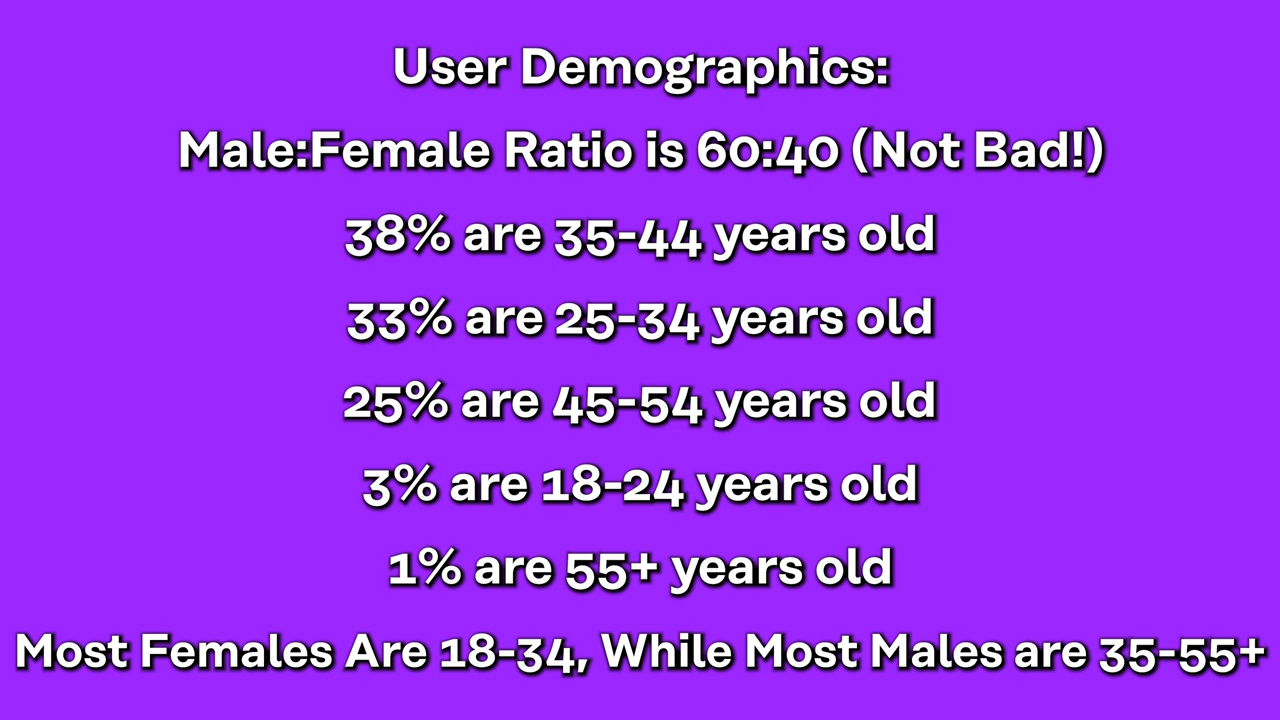 User Demographics:
Male:Female Ratio is 60:40 (Not Bad!)
38% are 35-44 years old
33% are 25-34 years old
25% are 45-54 years old
3% are 18-24 years old
1% are 55+ years old
Most Females Are 18-34, While Most Males are 35-55+